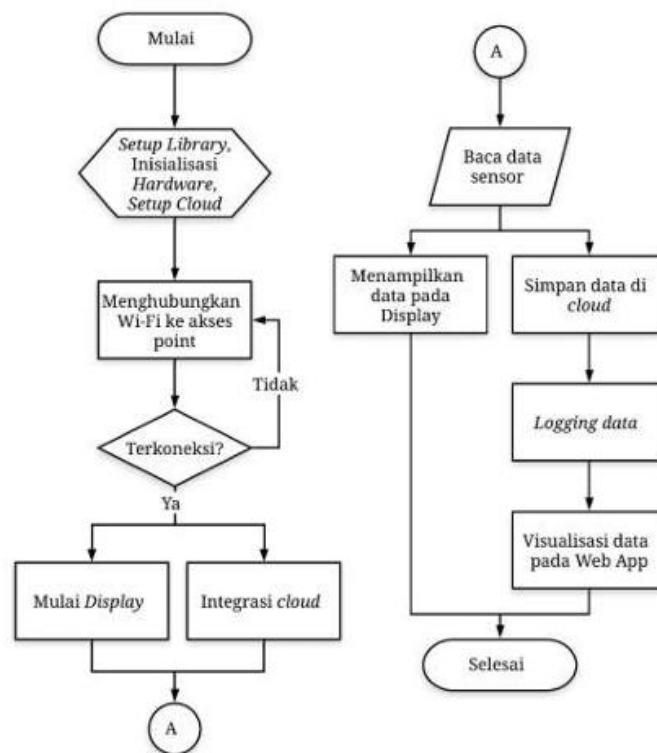 Mulai
Setup Library,
Inisialisasi
Hardware,
Setup Cloud
Menghubungkan
Wi-Fi ke akses
point
Tidak
Terkoneksi?
Ya
Mulai Display
Integrasi cloud
A
A
Baca data
sensor
Menampilkan
data pada
Display
Simpan data di
cloud
Logging data
Visualisasi data
pada Web App
Selesai